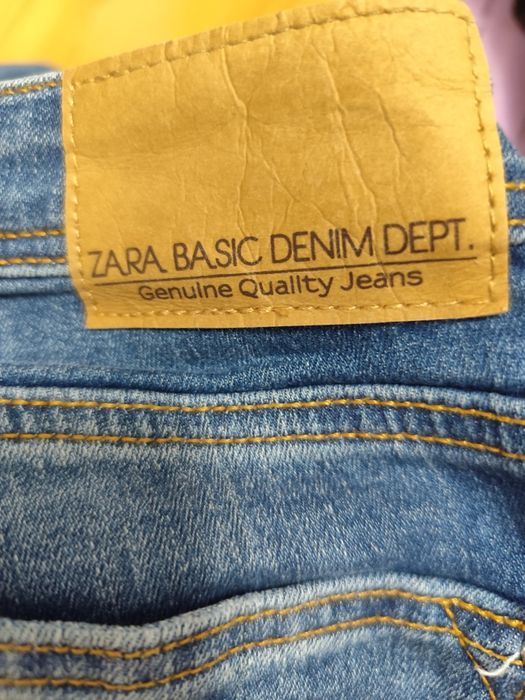 ZARA BASIC DENIM DEPT.
Genuine Quality Jeans